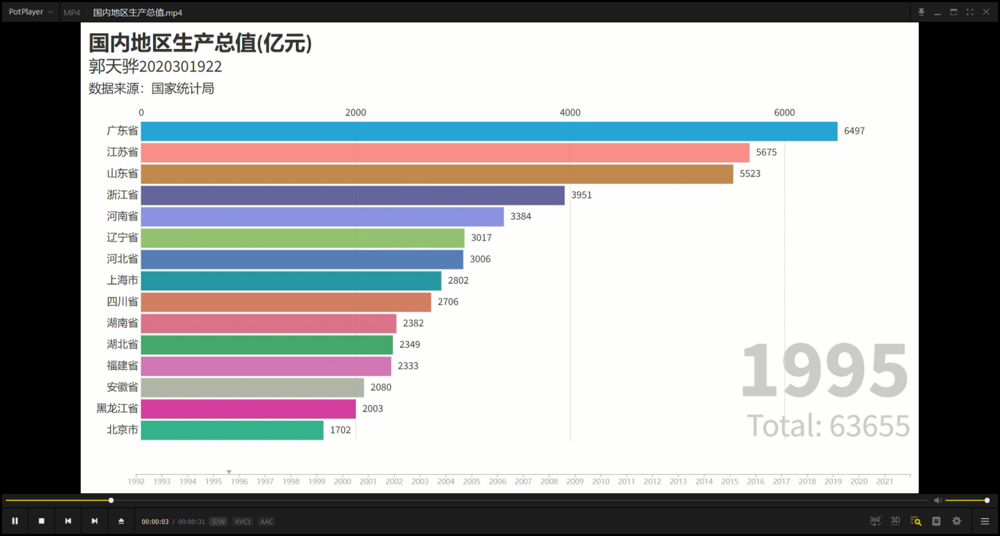 PotPlayer MP4 国内地区生产总值.mp4
国内地区生产总值(亿元)
郭天骅2020301922
数据来源：国家统计局
0 2000 4000 6000
广东省 6497
江苏省 5675
山东省 5523
浙江省 3951
河南省 3384
辽宁省 3017
河北省 3006
上海市 2802
四川省 2706
湖南省 2382
湖北省 2349
福建省 2333
安徽省 2080
黑龙江省 2003
北京市 1702
1995
Total: 63655
1992 1993 1994 1995 1996 1997 1998 1999 2000 2001 2002 2003 2004 2005 2006 2007 2008 2009 2010 2011 2012 2013 2014 2015 2016 2017 2018 2019 2020 2021
00:00:03 / 00:00:31 S/W AVC1 AAC 360° 3D